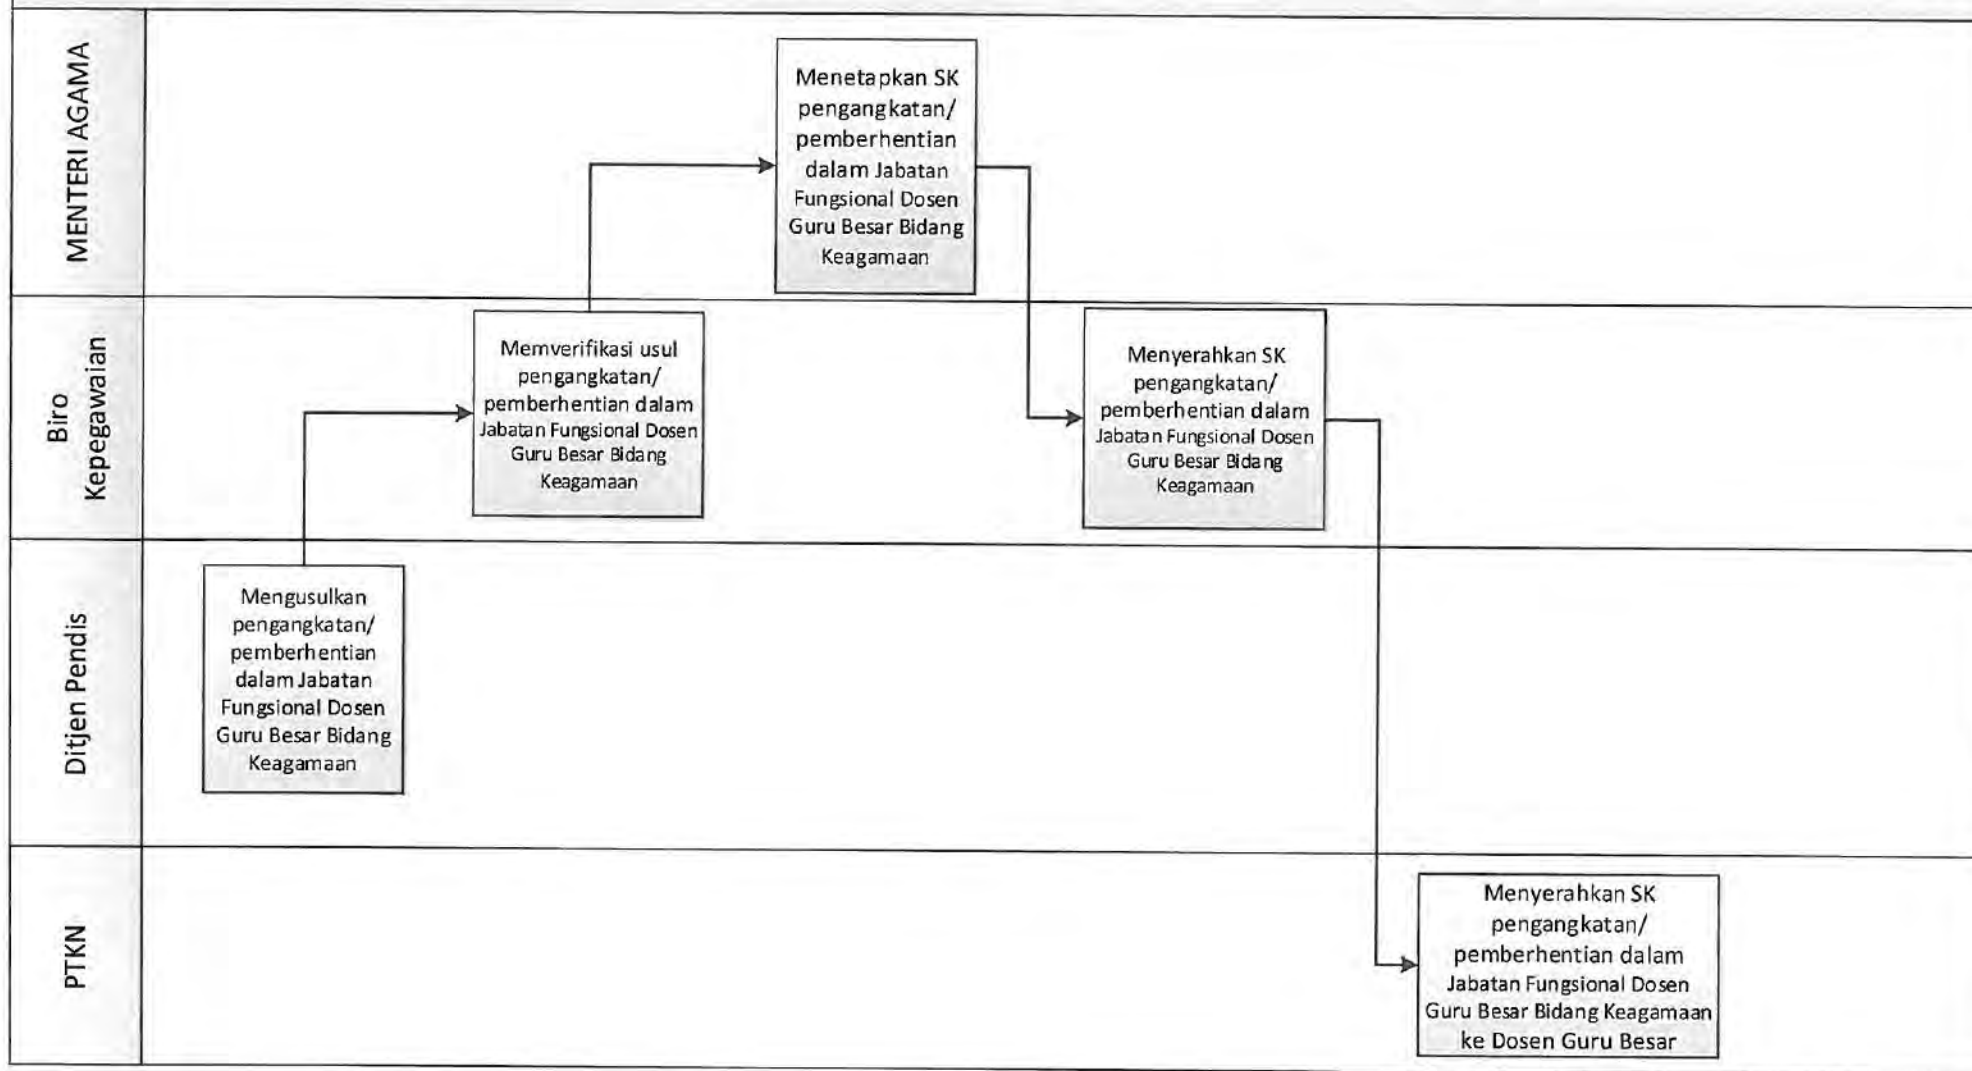 MENTERI AGAMA
Menetapkan SK
pengangkatan/
pemberhentian
dalam Jabatan
Fungsional Dosen
Guru Besar Bidang
Keagamaan
Biro
Kepegawaian
Memverifikasi usul
pengangkatan/
pemberhentian dalam
Jabatan Fungsional Dosen
Guru Besar Bidang
Keagamaan
Menyerahkan SK
pengangkatan/
pemberhentian dalam
Jabatan Fungsional Dosen
Guru Besar Bidang
Keagamaan
Ditjen Pendis
Mengusulkan
pengangkatan/
pemberhentian
dalam Jabatan
Fungsional Dosen
Guru Besar Bidang
Keagamaan
PTKN
Menyerahkan SK
pengangkatan/
pemberhentian dalam
Jabatan Fungsional Dosen
Guru Besar Bidang Keagamaan
ke Dosen Guru Besar